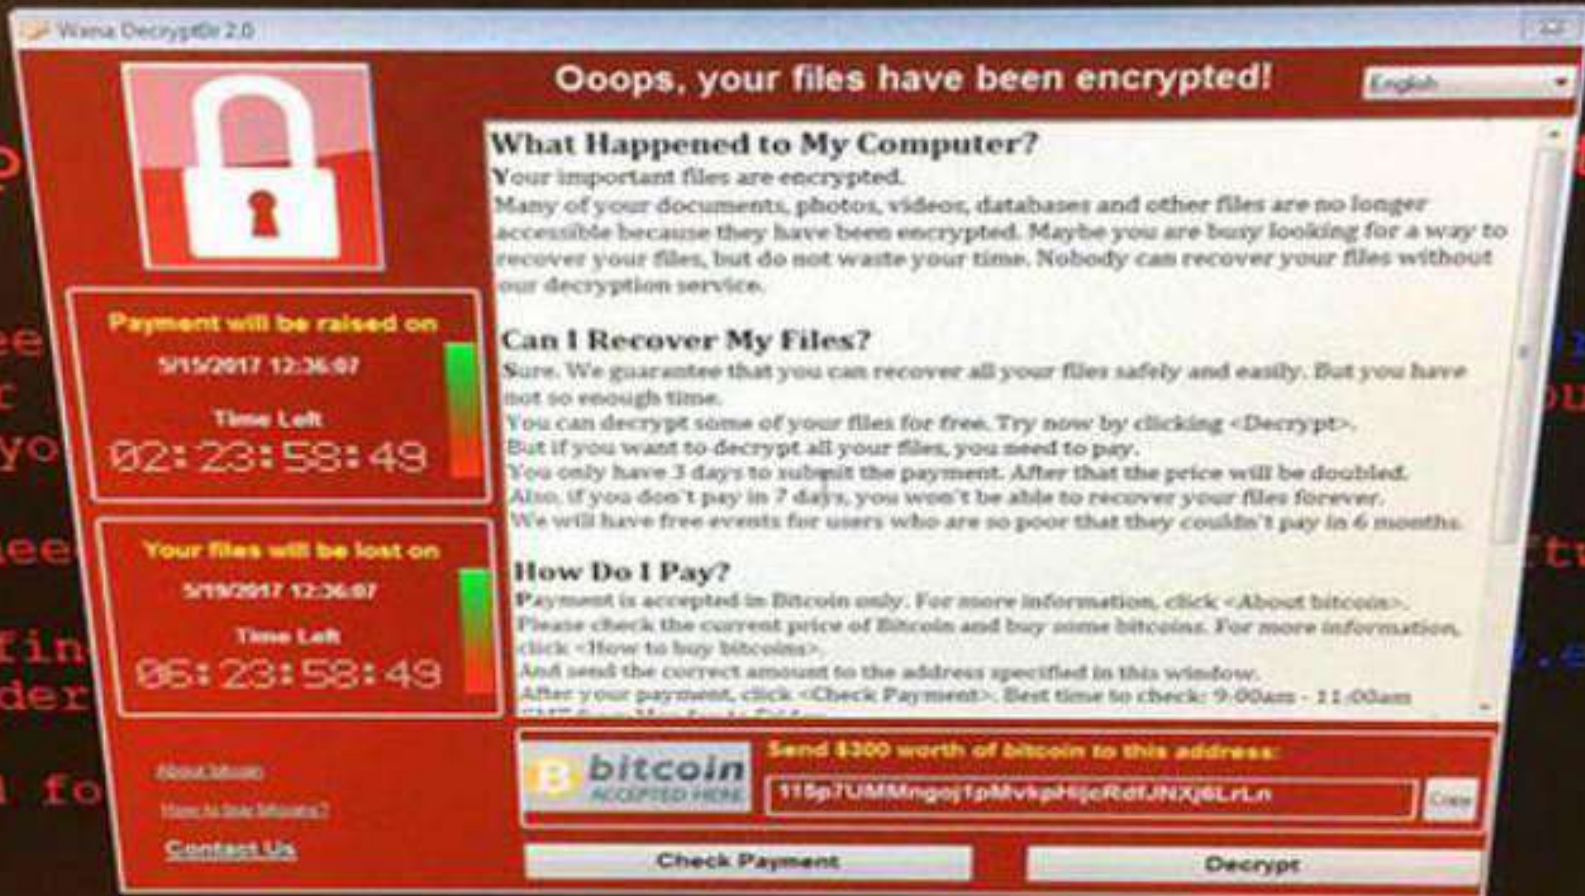 Wana Decrypt0r 2.0
Ooops, your files have been encrypted!
English
What Happened to My Computer?
Your important files are encrypted.
Many of your documents, photos, videos, databases and other files are no longer
accessible because they have been encrypted. Maybe you are busy looking for a way to
recover your files, but do not waste your time. Nobody can recover your files without
our decryption service.
Can I Recover My Files?
Sure. We guarantee that you can recover all your files safely and easily. But you have
not so enough time.
You can decrypt some of your files for free. Try now by clicking <Decrypt>.
But if you want to decrypt all your files, you need to pay.
You only have 3 days to submit the payment. After that the price will be doubled.
Also, if you don't pay in 7 days, you won't be able to recover your files forever.
We will have free events for users who are so poor that they couldn't pay in 6 months.
How Do I Pay?
Payment is accepted in Bitcoin only. For more information, click <About bitcoin>.
Please check the current price of Bitcoin and buy some bitcoins. For more information,
click <How to buy bitcoins>.
And send the correct amount to the address specified in this window.
After your payment, click <Check Payment>. Best time to check: 9:00am - 11:00am
Payment will be raised on
5/15/2017 12:36:07
Time Left
02:23:58:49
Your files will be lost on
5/19/2017 12:36:07
Time Left
06:23:58:49
About bitcoin
How to buy bitcoins?
Contact Us
bitcoin
ACCEPTED HERE
Send $300 worth of bitcoin to this address:
115p7UMMngoj1pMvkpHijcRdfJNXj6LrLn
Copy
Check Payment
Decrypt